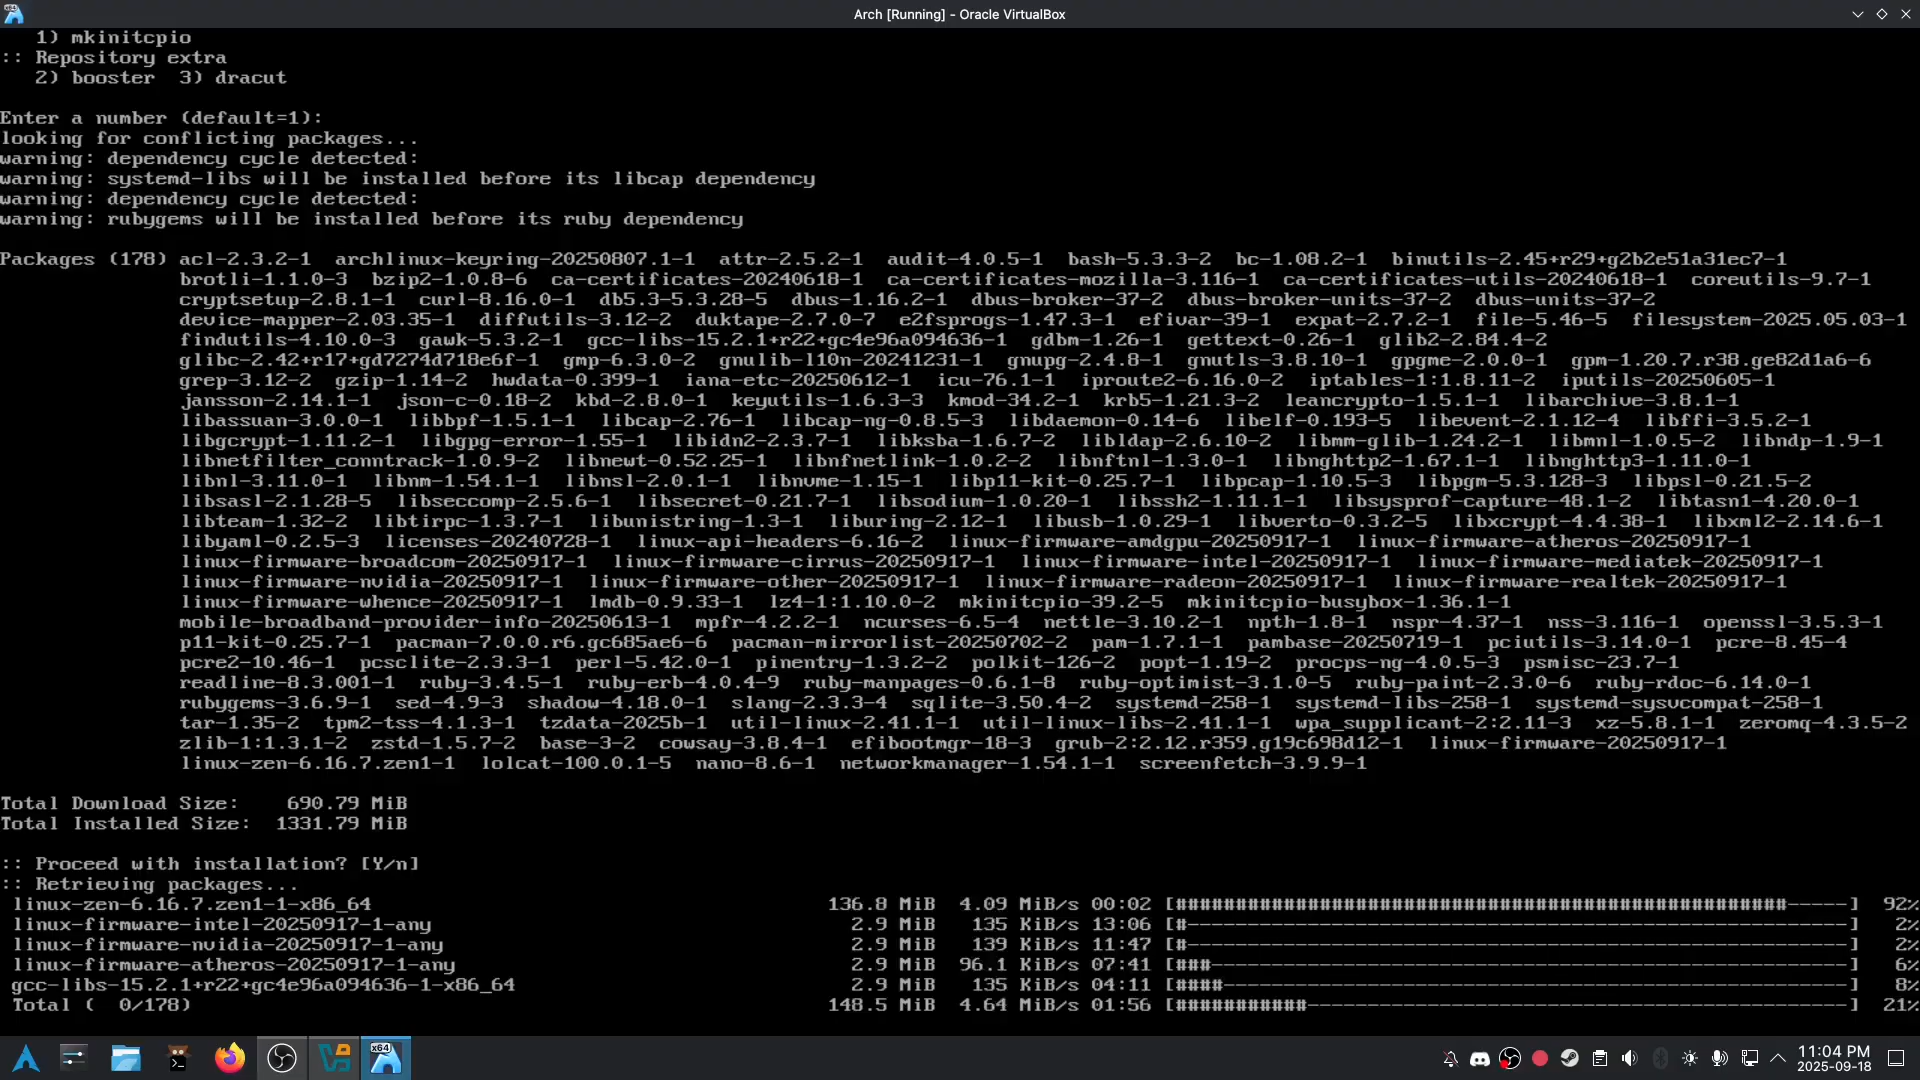 Arch [Running] - Oracle VirtualBox
1) mkinitcpio
:: Repository extra
2) booster  3) dracut
Enter a number (default=1):
looking for conflicting packages...
warning: dependency cycle detected:
warning: systemd-libs will be installed before its libcap dependency
warning: dependency cycle detected:
warning: rubygems will be installed before its ruby dependency
Packages (178) acl-2.3.2-1  archlinux-keyring-20250807.1-1  attr-2.5.2-1  audit-4.0.5-1  bash-5.3.3-2  bc-1.08.2-1  binutils-2.45+r29+g2b2e51a31ec7-1
brotli-1.1.0-3  bzip2-1.0.8-6  ca-certificates-20240618-1  ca-certificates-mozilla-3.116-1  ca-certificates-utils-20240618-1  coreutils-9.7-1
cryptsetup-2.8.1-1  curl-8.16.0-1  db5.3-5.3.28-5  dbus-1.16.2-1  dbus-broker-37-2  dbus-broker-units-37-2  dbus-units-37-2
device-mapper-2.03.35-1  diffutils-3.12-2  duktape-2.7.0-7  e2fsprogs-1.47.3-1  efivar-39-1  expat-2.7.2-1  file-5.46-5  filesystem-2025.05.03-1
findutils-4.10.0-3  gawk-5.3.2-1  gcc-libs-15.2.1+r22+gc4e96a094636-1  gdbm-1.26-1  gettext-0.26-1  glib2-2.84.4-2
glibc-2.42+r17+gd7274d718e6f-1  gmp-6.3.0-2  gnulib-l10n-20241231-1  gnupg-2.4.8-1  gnutls-3.8.10-1  gpgme-2.0.0-1  gpm-1.20.7.r38.ge82d1a6-6
grep-3.12-2  gzip-1.14-2  hwdata-0.399-1  iana-etc-20250612-1  icu-76.1-1  iproute2-6.16.0-2  iptables-1:1.8.11-2  iputils-20250605-1
jansson-2.14.1-1  json-c-0.18-2  kbd-2.8.0-1  keyutils-1.6.3-3  kmod-34.2-1  krb5-1.21.3-2  leancrypto-1.5.1-1  libarchive-3.8.1-1
libassuan-3.0.0-1  libbpf-1.5.1-1  libcap-2.76-1  libcap-ng-0.8.5-3  libdaemon-0.14-6  libelf-0.193-5  libevent-2.1.12-4  libffi-3.5.2-1
libgcrypt-1.11.2-1  libgpg-error-1.55-1  libidn2-2.3.7-1  libksba-1.6.7-2  libldap-2.6.10-2  libmm-glib-1.24.2-1  libmnl-1.0.5-2  libndp-1.9-1
libnetfilter_conntrack-1.0.9-2  libnewt-0.52.25-1  libnfnetlink-1.0.2-2  libnftnl-1.3.0-1  libnghttp2-1.67.1-1  libnghttp3-1.11.0-1
libnl-3.11.0-1  libnm-1.54.1-1  libnsl-2.0.1-1  libnvme-1.15-1  libp11-kit-0.25.7-1  libpcap-1.10.5-3  libpgm-5.3.128-3  libpsl-0.21.5-2
libsasl-2.1.28-5  libseccomp-2.5.6-1  libsecret-0.21.7-1  libsodium-1.0.20-1  libssh2-1.11.1-1  libsysprof-capture-48.1-2  libtasn1-4.20.0-1
libteam-1.32-2  libtirpc-1.3.7-1  libunistring-1.3-1  liburing-2.12-1  libusb-1.0.29-1  libverto-0.3.2-5  libxcrypt-4.4.38-1  libxml2-2.14.6-1
libyaml-0.2.5-3  licenses-20240728-1  linux-api-headers-6.16-2  linux-firmware-amdgpu-20250917-1  linux-firmware-atheros-20250917-1
linux-firmware-broadcom-20250917-1  linux-firmware-cirrus-20250917-1  linux-firmware-intel-20250917-1  linux-firmware-mediatek-20250917-1
linux-firmware-nvidia-20250917-1  linux-firmware-other-20250917-1  linux-firmware-radeon-20250917-1  linux-firmware-realtek-20250917-1
linux-firmware-whence-20250917-1  lmdb-0.9.33-1  lz4-1:1.10.0-2  mkinitcpio-39.2-5  mkinitcpio-busybox-1.36.1-1
mobile-broadband-provider-info-20250613-1  mpfr-4.2.2-1  ncurses-6.5-4  nettle-3.10.2-1  npth-1.8-1  nspr-4.37-1  nss-3.116-1  openssl-3.5.3-1
p11-kit-0.25.7-1  pacman-7.0.0.r6.gc685ae6-6  pacman-mirrorlist-20250702-2  pam-1.7.1-1  pambase-20250719-1  pciutils-3.14.0-1  pcre-8.45-4
pcre2-10.46-1  pcsclite-2.3.3-1  perl-5.42.0-1  pinentry-1.3.2-2  polkit-126-2  popt-1.19-2  procps-ng-4.0.5-3  psmisc-23.7-1
readline-8.3.001-1  ruby-3.4.5-1  ruby-erb-4.0.4-9  ruby-manpages-0.6.1-8  ruby-optimist-3.1.0-5  ruby-paint-2.3.0-6  ruby-rdoc-6.14.0-1
rubygems-3.6.9-1  sed-4.9-3  shadow-4.18.0-1  slang-2.3.3-4  sqlite-3.50.4-2  systemd-258-1  systemd-libs-258-1  systemd-sysvcompat-258-1
tar-1.35-2  tpm2-tss-4.1.3-1  tzdata-2025b-1  util-linux-2.41.1-1  util-linux-libs-2.41.1-1  wpa_supplicant-2:2.11-3  xz-5.8.1-1  zeromq-4.3.5-2
zlib-1:1.3.1-2  zstd-1.5.7-2  base-3-2  cowsay-3.8.4-1  efibootmgr-18-3  grub-2:2.12.r359.g19c698d12-1  linux-firmware-20250917-1
linux-zen-6.16.7.zen1-1  lolcat-100.0.1-5  nano-8.6-1  networkmanager-1.54.1-1  screenfetch-3.9.9-1
Total Download Size:    690.79 MiB
Total Installed Size:  1331.79 MiB
:: Proceed with installation? [Y/n]
:: Retrieving packages...
linux-zen-6.16.7.zen1-1-x86_64  136.8 MiB  4.09 MiB/s 00:02 [###################################################-----]  92%
linux-firmware-intel-20250917-1-any  2.9 MiB  135 KiB/s 13:06 [#-------------------------------------------------------]  2%
linux-firmware-nvidia-20250917-1-any  2.9 MiB  139 KiB/s 11:47 [#-------------------------------------------------------]  2%
linux-firmware-atheros-20250917-1-any  2.9 MiB  96.1 KiB/s 07:41 [###-----------------------------------------------------]  6%
gcc-libs-15.2.1+r22+gc4e96a094636-1-x86_64  2.9 MiB  135 KiB/s 04:11 [####----------------------------------------------------]  8%
Total (  0/178)  148.5 MiB  4.64 MiB/s 01:56 [###########---------------------------------------------]  21%
x64
11:04 PM
2025-09-18